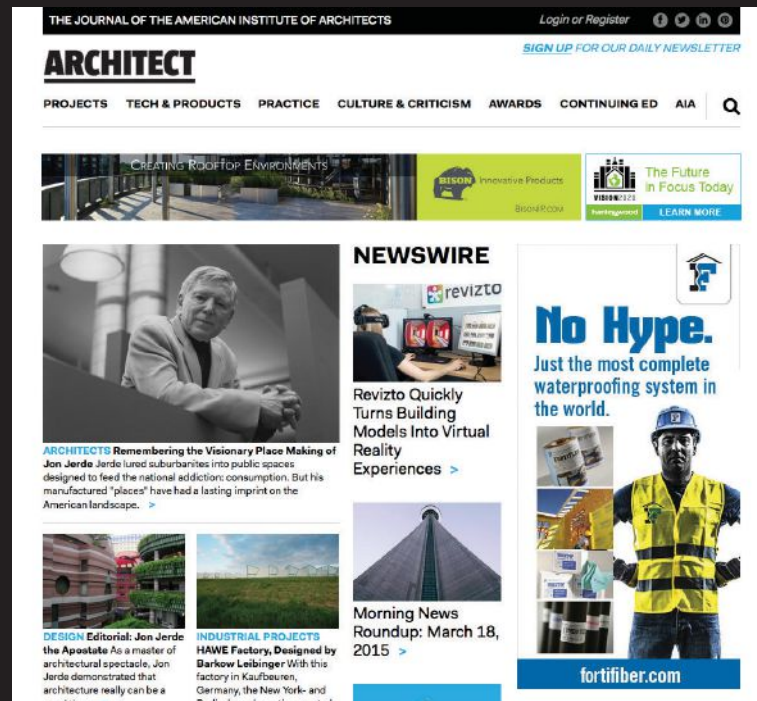 THE JOURNAL OF THE AMERICAN INSTITUTE OF ARCHITECTS
Login or Register
SIGN UP FOR OUR DAILY NEWSLETTER
ARCHITECT
PROJECTS TECH & PRODUCTS PRACTICE CULTURE & CRITICISM AWARDS CONTINUING ED AIA
CREATING ROOFTOP ENVIRONMENTS
BISON Innovative Products
BISONIP.COM
VISION2020
The Future
in Focus Today
hanleywood LEARN MORE
ARCHITECTS Remembering the Visionary Place Making of
Jon Jerde Jerde lured suburbanites into public spaces
designed to feed the national addiction: consumption. But his
manufactured "places" have had a lasting imprint on the
American landscape. >
DESIGN Editorial: Jon Jerde
the Apostate As a master of
architectural spectacle, Jon
Jerde demonstrated that
architecture really can be a
INDUSTRIAL PROJECTS
HAWE Factory, Designed by
Barkow Leibinger With this
factory in Kaufbeuren,
Germany, the New York- and
NEWSWIRE
revizto
Revizto Quickly
Turns Building
Models Into Virtual
Reality
Experiences >
Morning News
Roundup: March 18,
2015 >
No Hype.
Just the most complete
waterproofing system in
the world.
fortifiber.com